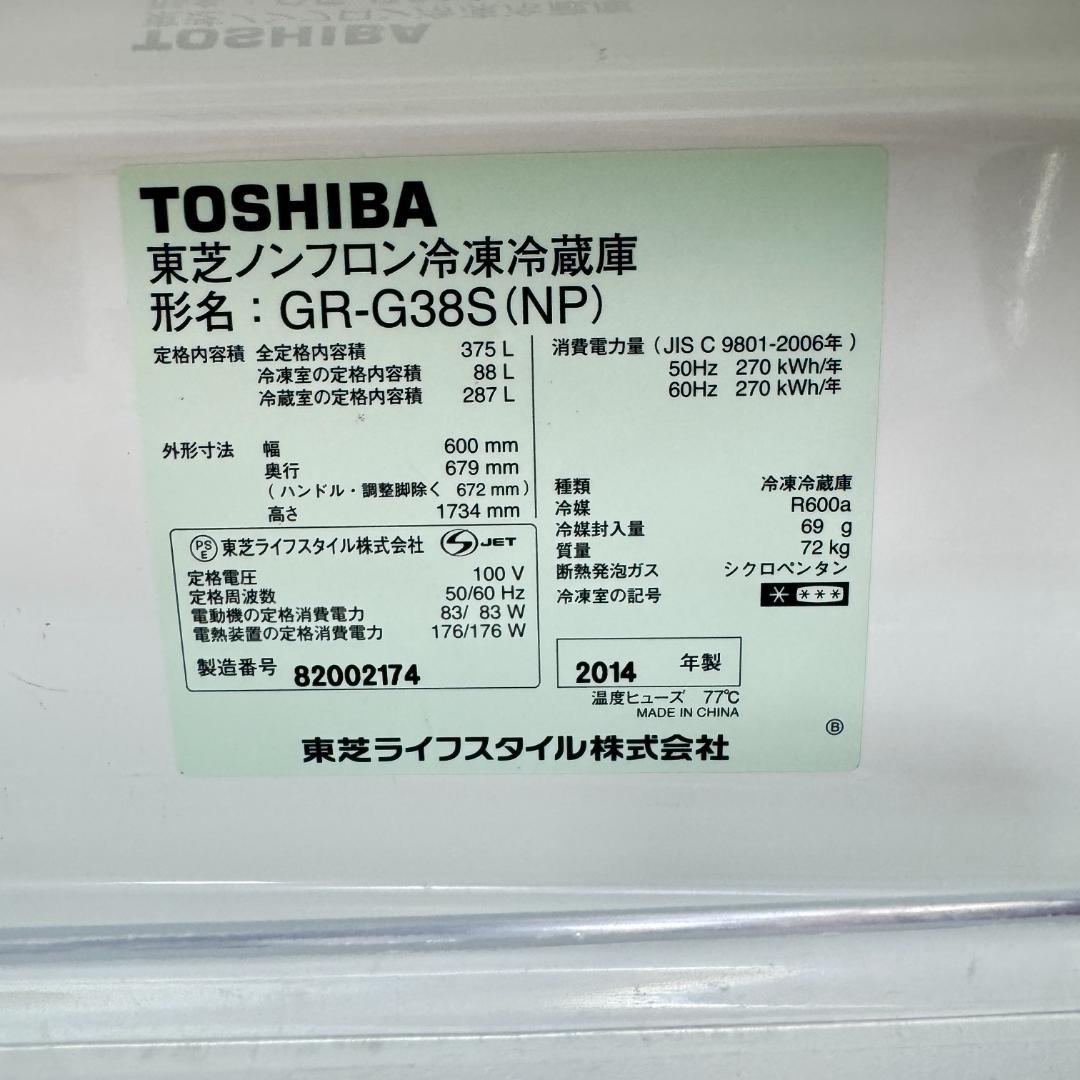 TOSHIBA
TOSHIBA
東芝ノンフロン冷凍冷蔵庫
形名：GR-G38S(NP)
定格内容積 全定格内容積 375 L
冷凍室の定格内容積 88 L
冷蔵室の定格内容積 287 L
外形寸法 幅 600 mm
奥行 679 mm
(ハンドル・調整脚除く 672 mm)
高さ 1734 mm
消費電力量 (JIS C 9801-2006年)
50Hz 270 kWh/年
60Hz 270 kWh/年
種類 冷凍冷蔵庫
冷媒 R600a
冷媒封入量 69 g
質量 72 kg
断熱発泡ガス シクロペンタン
冷凍室の記号 * ***
PSE 東芝ライフスタイル株式会社 S JET
定格電圧 100 V
定格周波数 50/60 Hz
電動機の定格消費電力 83/ 83 W
電熱装置の定格消費電力 176/176 W
製造番号 82002174
2014 年製
温度ヒューズ 77℃
MADE IN CHINA
Ⓑ
東芝ライフスタイル株式会社